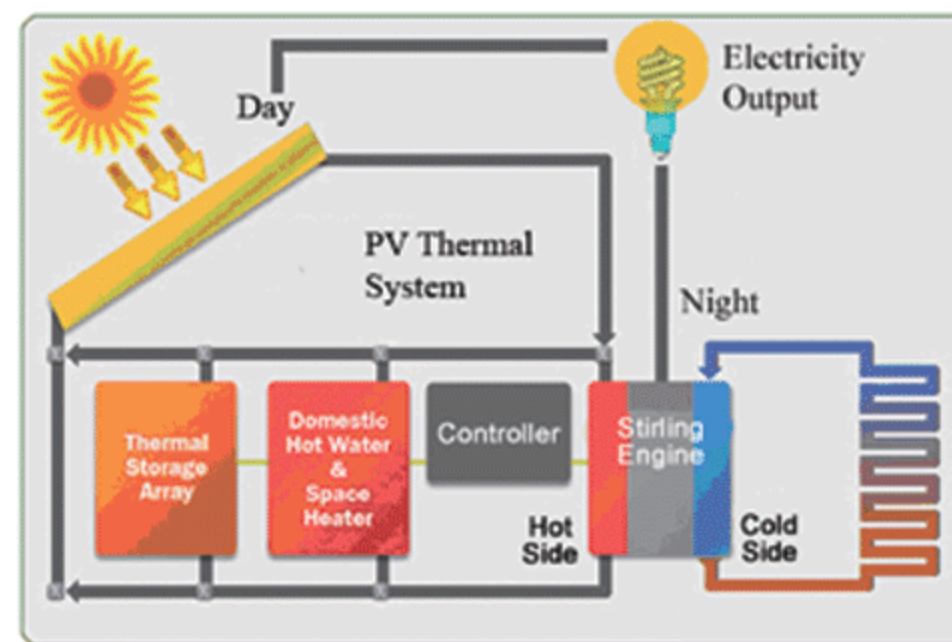 Day
Electricity
Output
PV Thermal
System
Night
Thermal
Storage
Array
Domestic
Hot Water
&
Space
Heater
Controller
Stirling
Engine
Hot
Side
Cold
Side